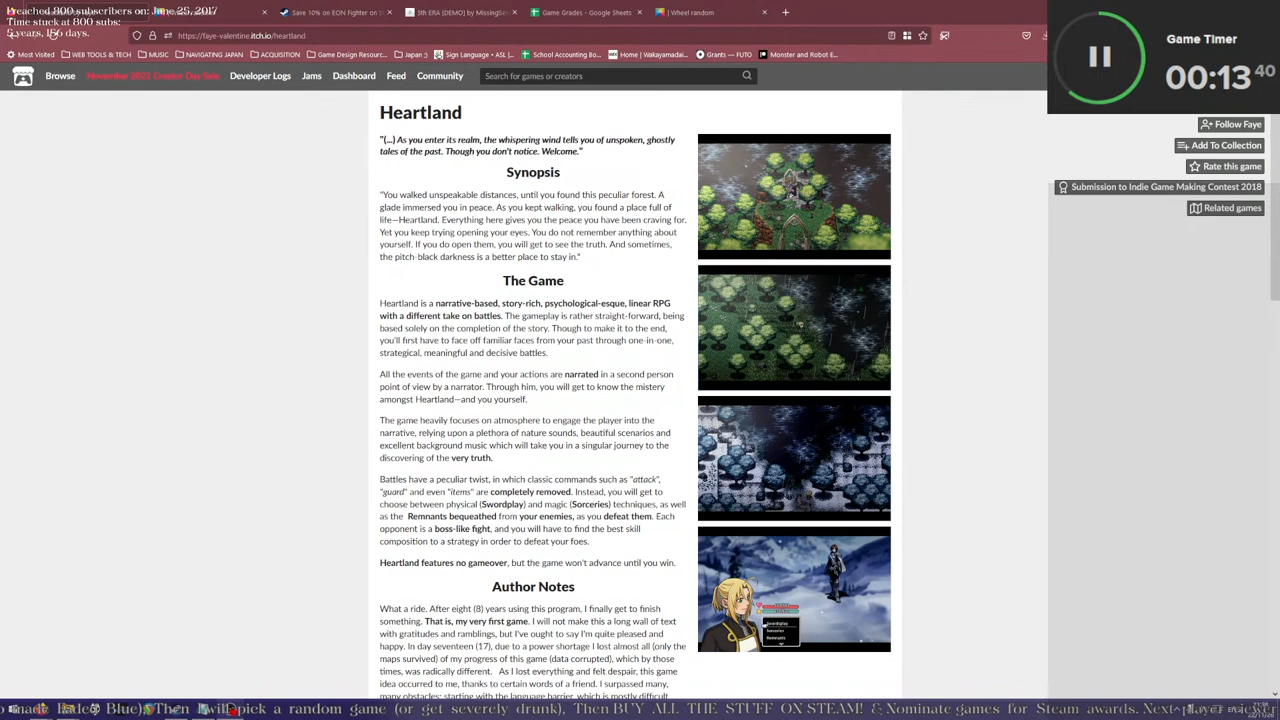 Reached 800 subscribers on: June 25, 2017
Time stuck at 800 subs:
5 years, 186 days.
Save 10% on EON Fighter on St
5th ERA (DEMO) by MissingSe
Game Grades - Google Sheets
Wheel random
https://faye-valentine.itch.io/heartland
Most Visited
WEB TOOLS & TECH
MUSIC
NAVIGATING JAPAN
ACQUISITION
Game Design Resourc...
Japan :)
Sign Language • ASL |...
School Accounting Bo...
Home | Wakayamadai...
Grants — FUTO
Monster and Robot E...
Game Timer
00:13 40
Browse
November 2022 Creator Day Sale
Developer Logs
Jams
Dashboard
Feed
Community
Search for games or creators
Follow Faye
Add To Collection
Rate this game
Submission to Indie Game Making Contest 2018
Related games
Heartland
"(...) As you enter its realm, the whispering wind tells you of unspoken, ghostly
tales of the past. Though you don't notice. Welcome."
Synopsis
"You walked unspeakable distances, until you found this peculiar forest. A
glade immersed you in peace. As you kept walking, you found a place full of
life—Heartland. Everything here gives you the peace you have been craving for.
Yet you keep trying opening your eyes. You do not remember anything about
yourself. If you do open them, you will get to see the truth. And sometimes,
the pitch-black darkness is a better place to stay in."
The Game
Heartland is a narrative-based, story-rich, psychological-esque, linear RPG
with a different take on battles. The gameplay is rather straight-forward, being
based solely on the completion of the story. Though to make it to the end,
you'll first have to face off familiar faces from your past through one-in-one,
strategical, meaningful and decisive battles.
All the events of the game and your actions are narrated in a second person
point of view by a narrator. Through him, you will get to know the mistery
amongst Heartland—and you yourself.
The game heavily focuses on atmosphere to engage the player into the
narrative, relying upon a plethora of nature sounds, beautiful scenarios and
excellent background music which will take you in a singular journey to the
discovering of the very truth.
Battles have a peculiar twist, in which classic commands such as "attack",
"guard" and even "items" are completely removed. Instead, you will get to
choose between physical (Swordplay) and magic (Sorceries) techniques, as well
as the Remnants bequeathed from your enemies, as you defeat them. Each
opponent is a boss-like fight, and you will have to find the best skill
composition to a strategy in order to defeat your foes.
Heartland features no gameover, but the game won't advance until you win.
Swordplay
Sorceries
Remnants
Author Notes
What a ride. After eight (8) years using this program, I finally get to finish
something. That is, my very first game. I will not make this a long wall of text
with gratitudes and ramblings, but I've ought to say I'm quite pleased and
happy. In day seventeen (17), due to a power shortage I lost almost all (only the
maps survived) of my progress of this game (data corrupted), which by those
times, was radically different. As I lost everything and felt despair, this game
idea occurred to me, thanks to certain words of a friend. I surpassed many,
many obstacles: starting with the language barrier, which is mostly difficult
Then I will pick a random game (or get severely drunk), Then BUY ALL THE STUFF ON STEAM! & Nominate games for Steam awards. Next